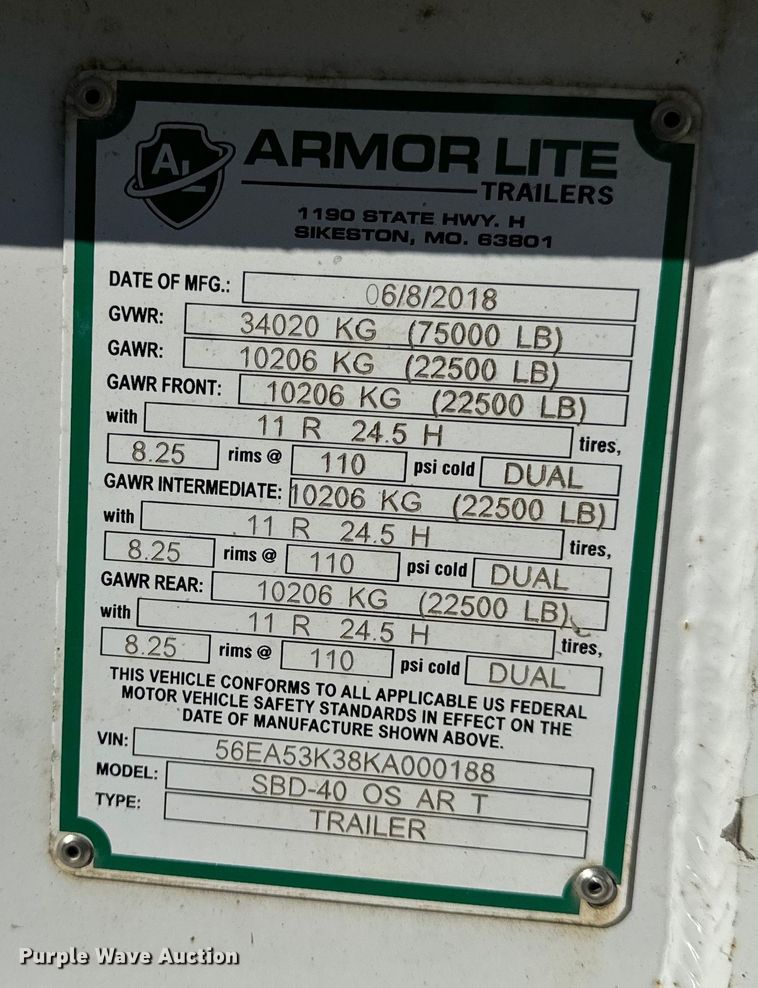 AL
ARMOR LITE
TRAILERS
1190 STATE HWY. H
SIKESTON, MO. 63801
DATE OF MFG.: 06/8/2018
GVWR: 34020 KG (75000 LB)
GAWR: 10206 KG (22500 LB)
GAWR FRONT: 10206 KG (22500 LB)
with 11 R 24.5 H tires,
8.25 rims @ 110 psi cold DUAL
GAWR INTERMEDIATE: 10206 KG (22500 LB)
with 11 R 24.5 H tires,
8.25 rims @ 110 psi cold DUAL
GAWR REAR: 10206 KG (22500 LB)
with 11 R 24.5 H tires,
8.25 rims @ 110 psi cold DUAL
THIS VEHICLE CONFORMS TO ALL APPLICABLE US FEDERAL
MOTOR VEHICLE SAFETY STANDARDS IN EFFECT ON THE
DATE OF MANUFACTURE SHOWN ABOVE.
VIN: 56EA53K38KA000188
MODEL: SBD-40 OS AR T
TYPE: TRAILER
Purple Wave Auction